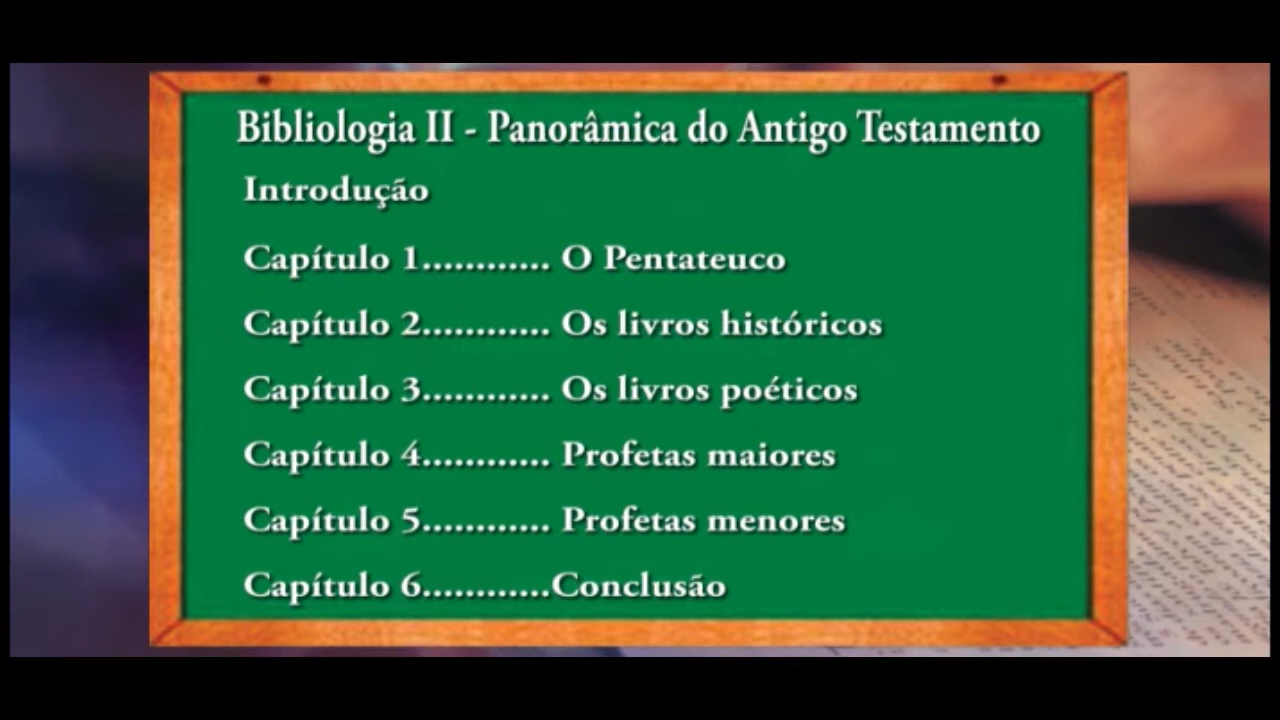 Bibliologia II - Panorâmica do Antigo Testamento
Introdução
Capítulo 1............ O Pentateuco
Capítulo 2............ Os livros históricos
Capítulo 3............ Os livros poéticos
Capítulo 4............ Profetas maiores
Capítulo 5............ Profetas menores
Capítulo 6............Conclusão